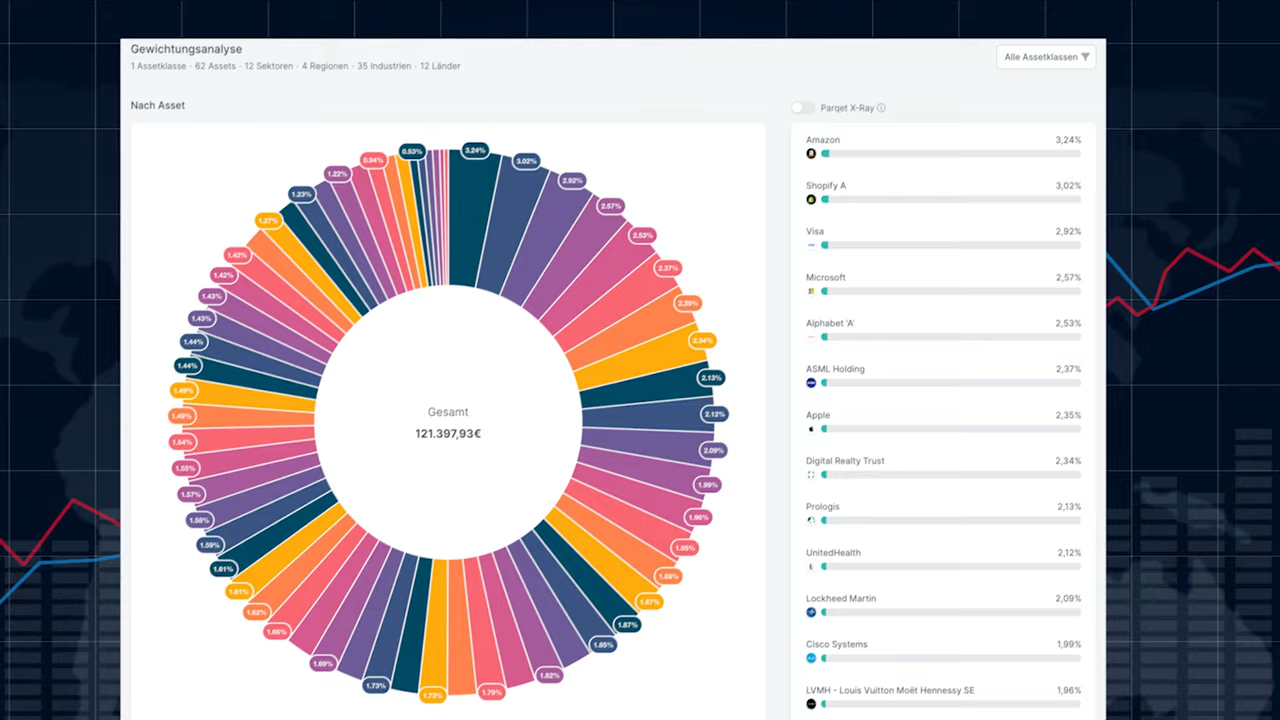 Gewichtungsanalyse
1 Assetklasse · 62 Assets · 12 Sektoren · 4 Regionen · 35 Industrien · 12 Länder
Alle Assetklassen
Nach Asset
Parqet X-Ray
3.24%
3.02%
2.92%
2.57%
2.53%
2.37%
2.35%
2.34%
2.13%
2.12%
2.09%
1.99%
1.96%
1.95%
1.88%
1.87%
1.87%
1.85%
1.82%
1.79%
1.73%
1.73%
1.69%
1.66%
1.62%
1.61%
1.61%
1.59%
1.58%
1.57%
1.55%
1.54%
1.49%
1.49%
1.44%
1.44%
1.43%
1.43%
1.42%
1.42%
1.27%
1.23%
1.22%
0.94%
0.53%
Gesamt
121.397,93€
Amazon 3,24%
Shopify A 3,02%
Visa 2,92%
Microsoft 2,57%
Alphabet 'A' 2,53%
ASML Holding 2,37%
Apple 2,35%
Digital Realty Trust 2,34%
Prologis 2,13%
UnitedHealth 2,12%
Lockheed Martin 2,09%
Cisco Systems 1,99%
LVMH - Louis Vuitton Moët Hennessy SE 1,96%